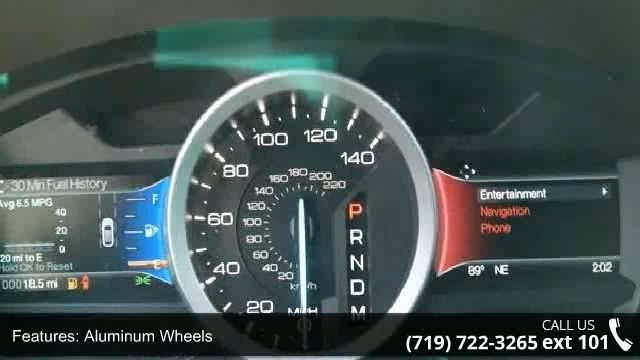 -30 Min Fuel History
Avg 6.5 MPG
40
20
0
20 mi to E
Hold OK to Reset
00018.5 mi
F
E
20
40
60
80
100
120
140
20
40
60
80
100
120
140
160
180
200
220
km/h
MPH
P
R
N
D
M
Entertainment
Navigation
Phone
89° NE
2:02
Features: Aluminum Wheels
CALL US
(719) 722-3265 ext 101